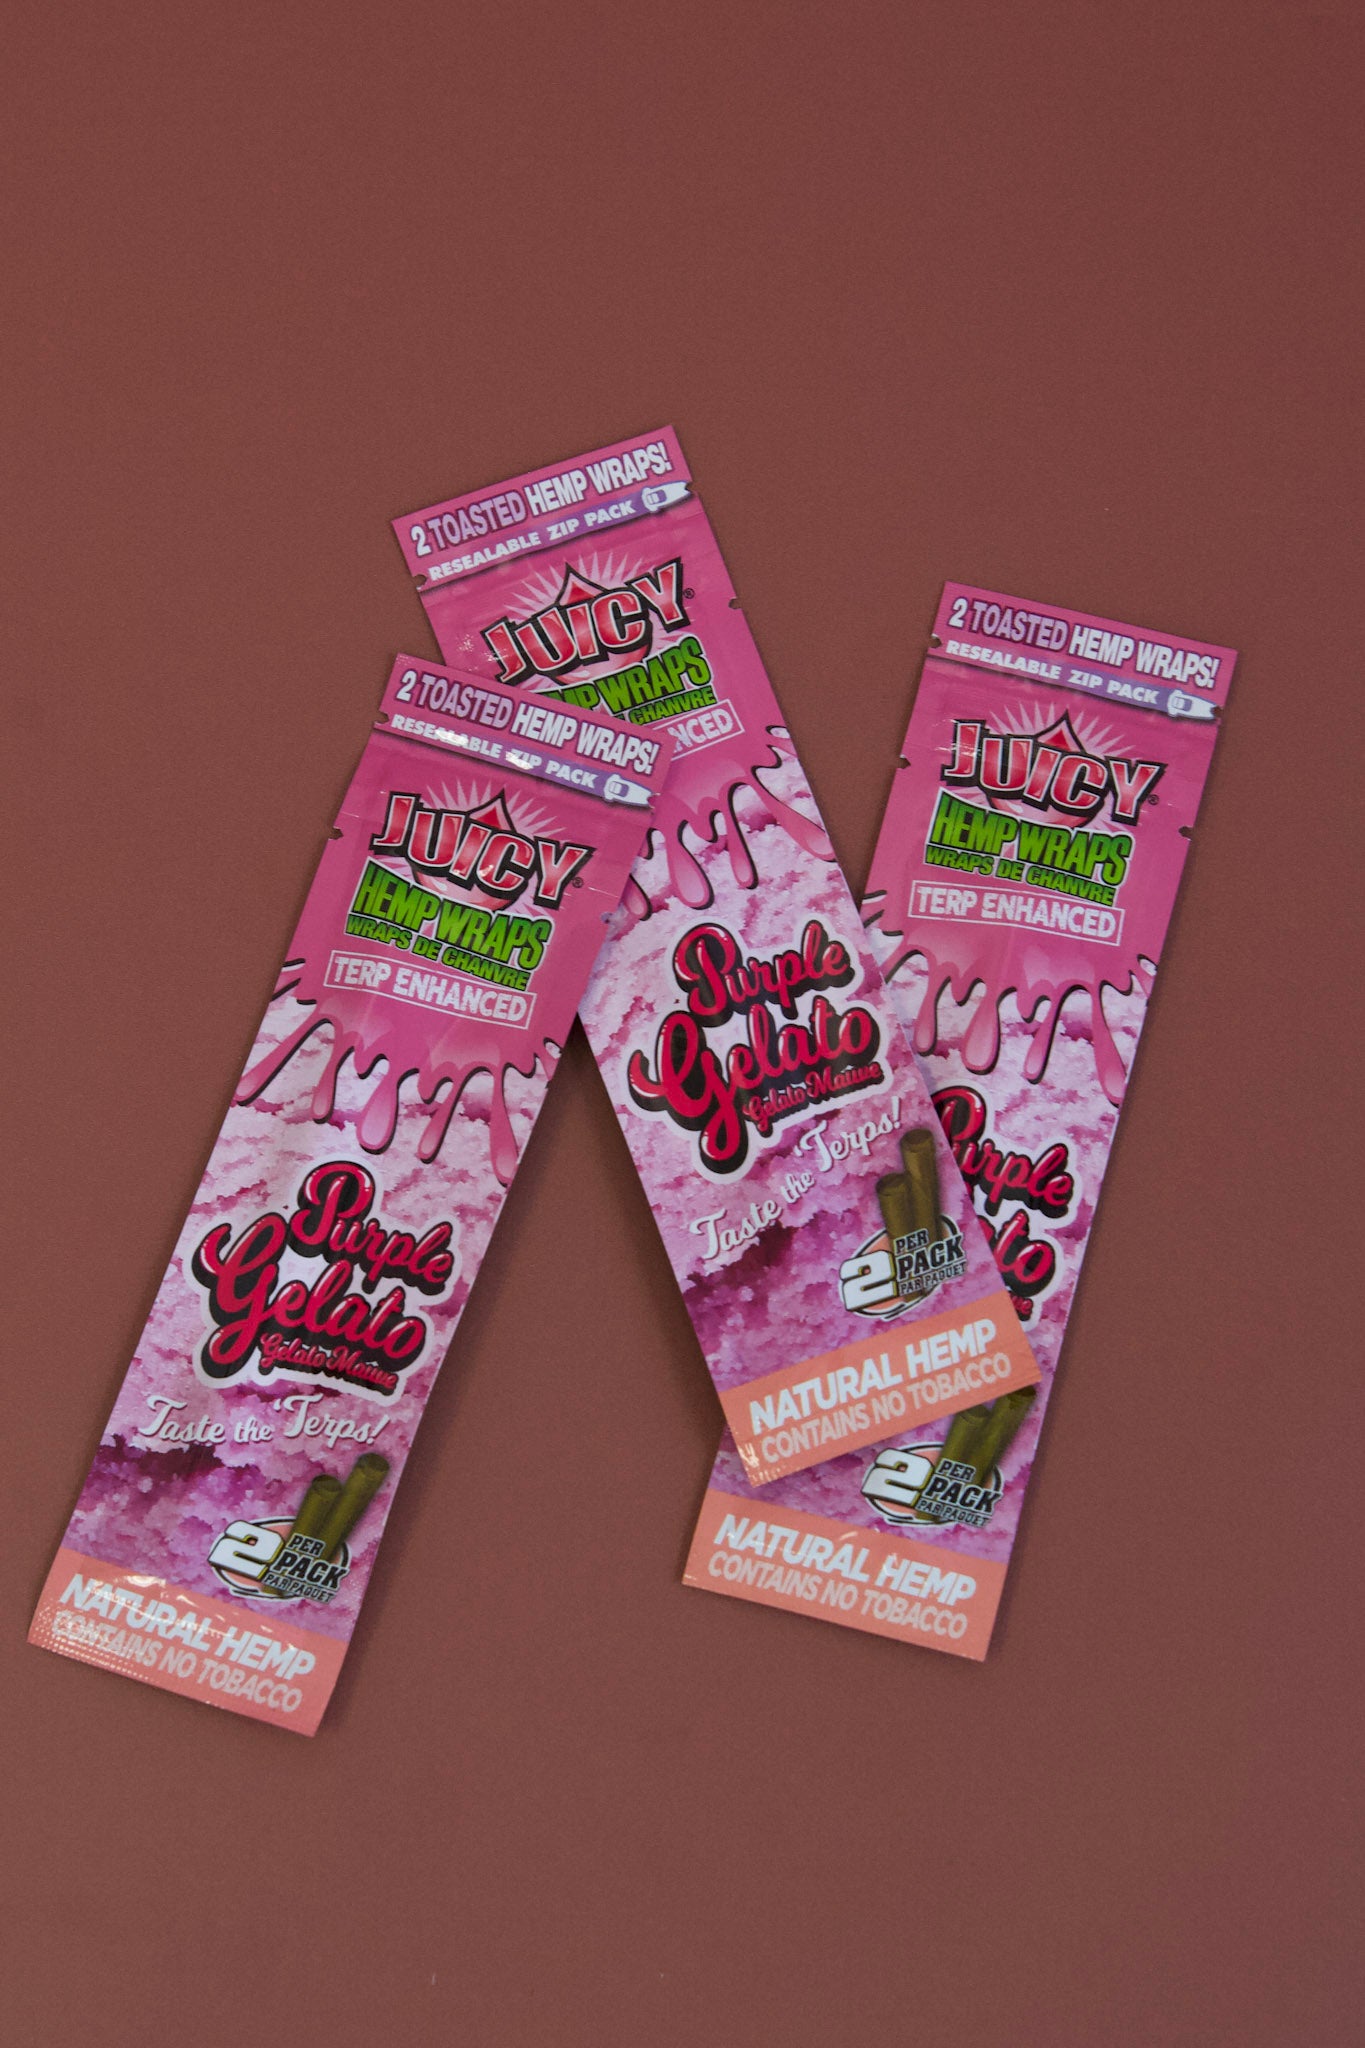 2 TOASTED HEMP WRAPS!
RESEALABLE ZIP PACK
JUICY®
HEMP WRAPS
WRAPS DE CHANVRE
TERP ENHANCED
Purple
Gelato
Gelato Mauve
Taste the 'Terps!
2 PER
PACK
PAR PAQUET
NATURAL HEMP
CONTAINS NO TOBACCO
2 TOASTED HEMP WRAPS!
RESEALABLE ZIP PACK
JUICY®
WRAPS
CHANVRE
Purple
Gelato
Gelato Mauve
Taste the 'Terps!
2 PER
PACK
PAR PAQUET
NATURAL HEMP
CONTAINS NO TOBACCO
2 TOASTED HEMP WRAPS!
RESEALABLE ZIP PACK
JUICY®
HEMP WRAPS
WRAPS DE CHANVRE
TERP ENHANCED
Purple
2 PER
PACK
PAR PAQUET
NATURAL HEMP
CONTAINS NO TOBACCO